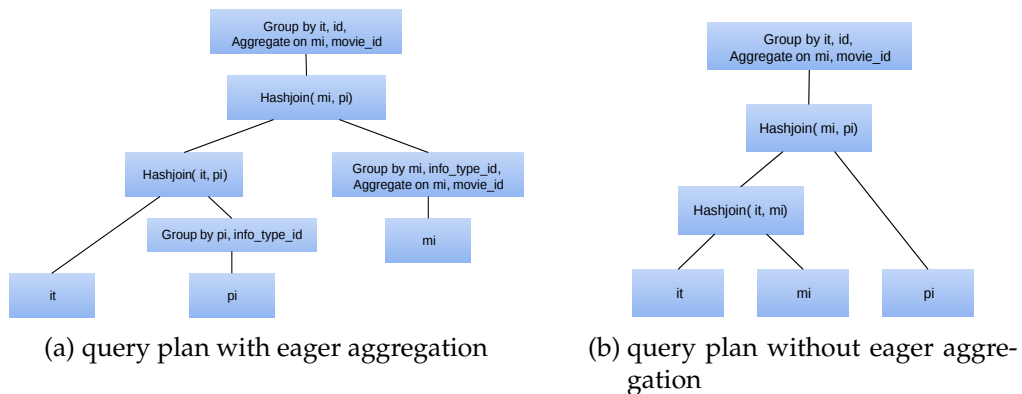 Group by it, id,
Aggregate on mi, movie_id
Hashjoin( mi, pi)
Hashjoin( it, pi)
Group by mi, info_type_id,
Aggregate on mi, movie_id
Group by pi, info_type_id
mi
it
pi
(a) query plan with eager aggregation
Group by it, id,
Aggregate on mi, movie_id
Hashjoin( mi, pi)
Hashjoin( it, mi)
it
mi
pi
(b) query plan without eager aggre-
gation